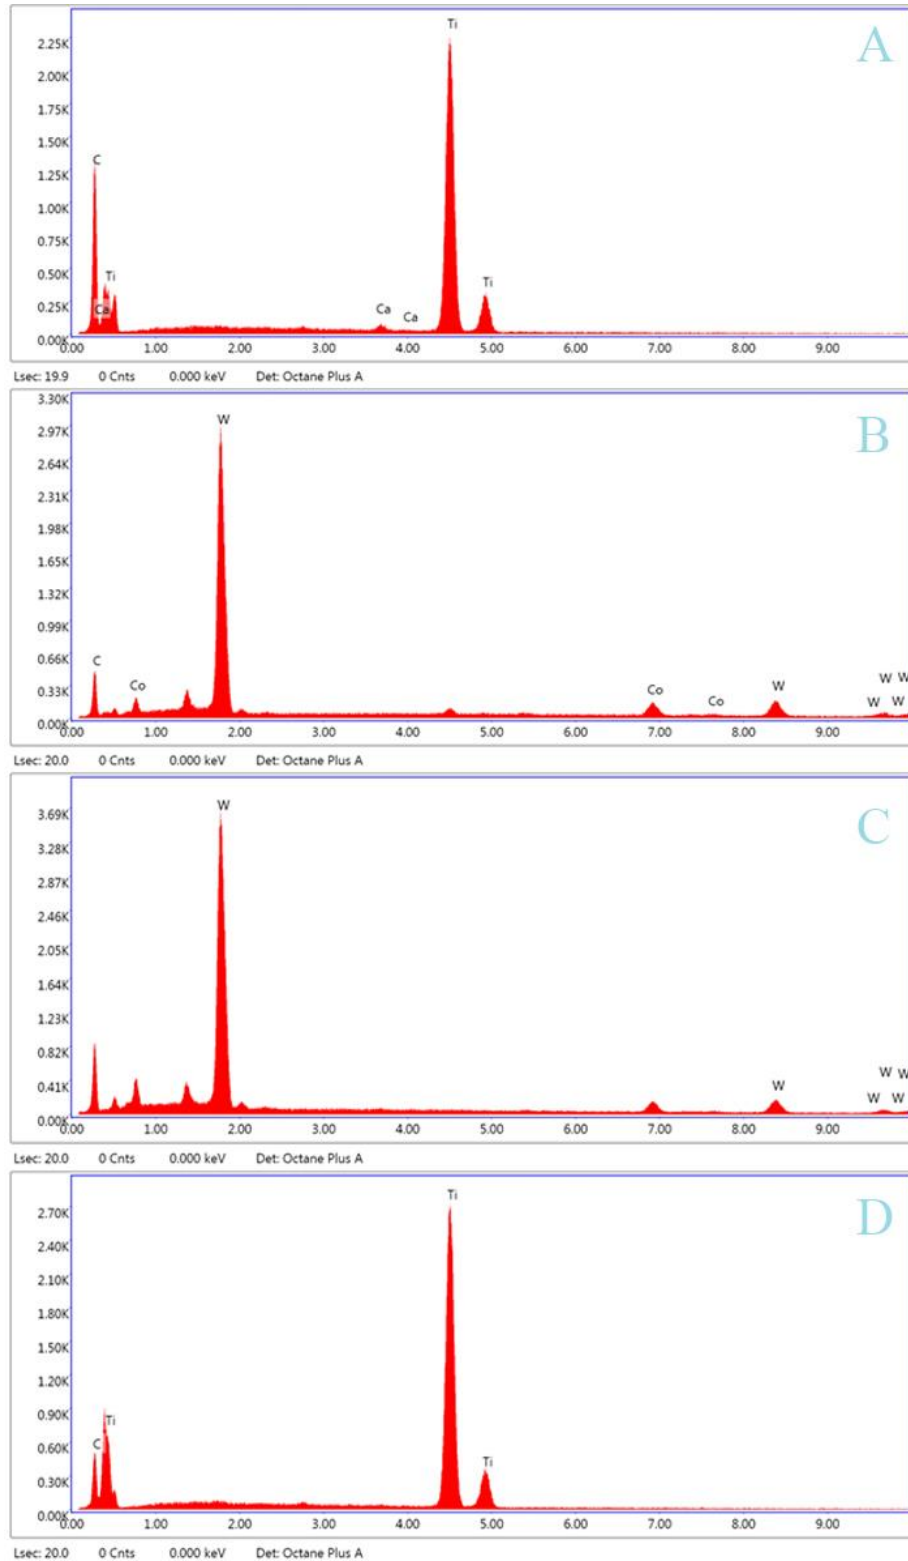 Ti
A
2.25K
2.00K
1.75K
1.50K
C
1.25K
1.00K
0.75K
0.50K
Ti
Ti
0.25K
Ca
Ca
Ca
0.00K
0.00 1.00 2.00 3.00 4.00 5.00 6.00 7.00 8.00 9.00
Lsec: 19.9 0 Cnts 0.000 keV Det: Octane Plus A
3.30K
W
B
2.97K
2.64K
2.31K
1.98K
1.65K
1.32K
0.99K
0.66K
C
W W
0.33K
Co
Co
Co
W
W W
0.00K
0.00 1.00 2.00 3.00 4.00 5.00 6.00 7.00 8.00 9.00
Lsec: 20.0 0 Cnts 0.000 keV Det: Octane Plus A
W
C
3.69K
3.28K
2.87K
2.46K
2.05K
1.64K
1.23K
0.82K
W W
0.41K
W
W W
0.00K
0.00 1.00 2.00 3.00 4.00 5.00 6.00 7.00 8.00 9.00
Lsec: 20.0 0 Cnts 0.000 keV Det: Octane Plus A
Ti
D
2.70K
2.40K
2.10K
1.80K
1.50K
1.20K
0.90K
Ti
0.60K
C
Ti
0.30K
0.00K
0.00 1.00 2.00 3.00 4.00 5.00 6.00 7.00 8.00 9.00
Lsec: 20.0 0 Cnts 0.000 keV Det: Octane Plus A